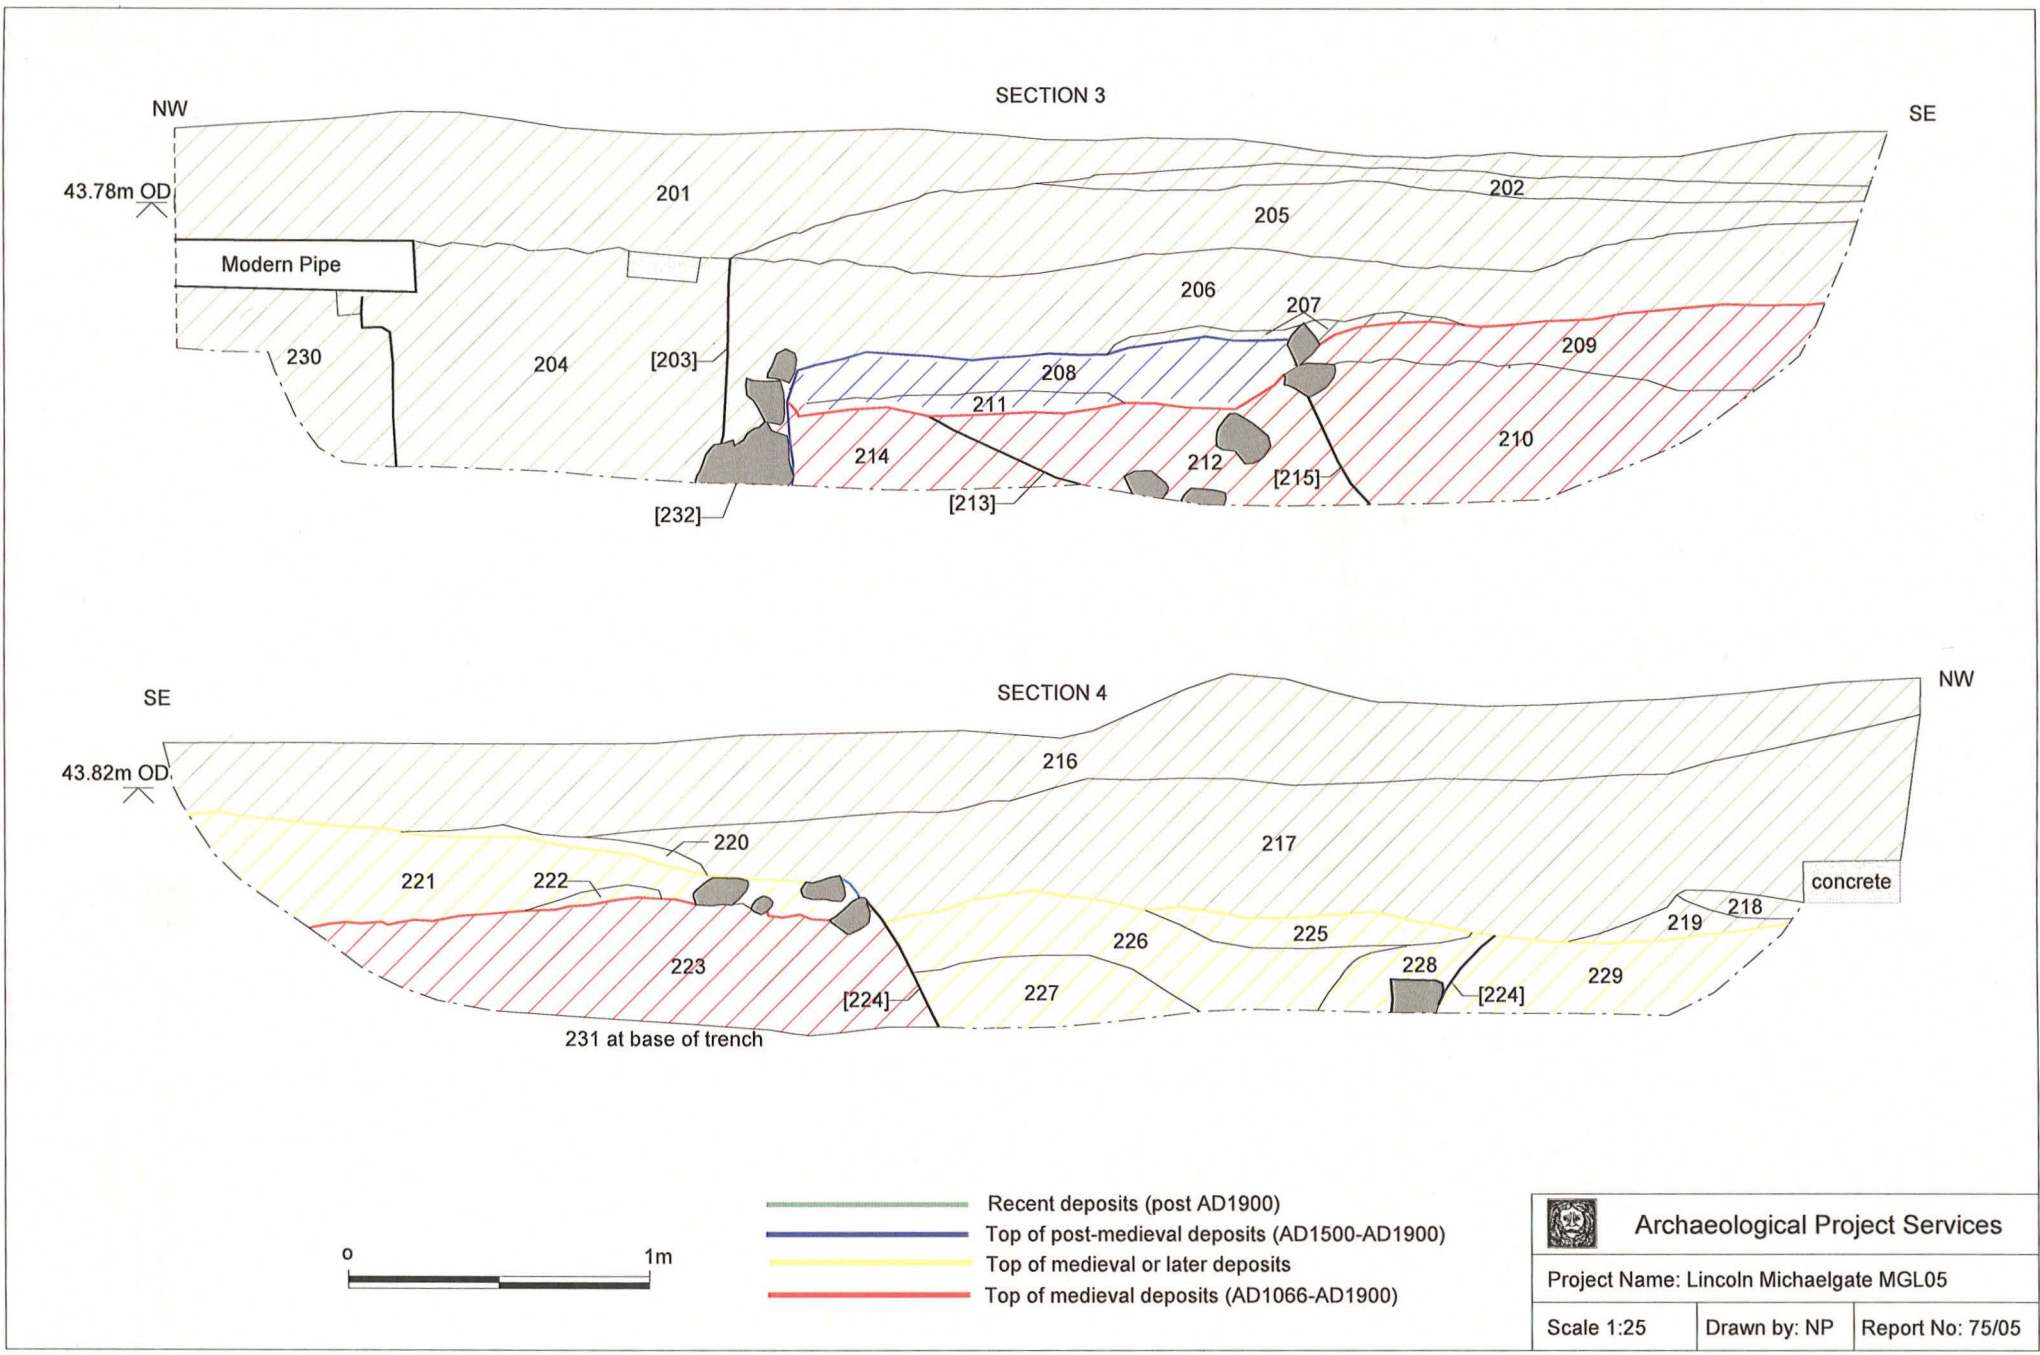 SECTION 3
NW
SE
43.78m OD
201
202
205
Modern Pipe
206
207
230
204
[203]
208
209
211
214
212
210
[215]
[213]
[232]
SE
SECTION 4
NW
43.82m OD
216
220
217
221
222
concrete
218
219
225
226
223
228
229
227
[224]
[224]
231 at base of trench
0
1m
Recent deposits (post AD1900)
Top of post-medieval deposits (AD1500-AD1900)
Top of medieval or later deposits
Top of medieval deposits (AD1066-AD1900)
Archaeological Project Services
Project Name: Lincoln Michaelgate MGL05
Scale 1:25
Drawn by: NP
Report No: 75/05